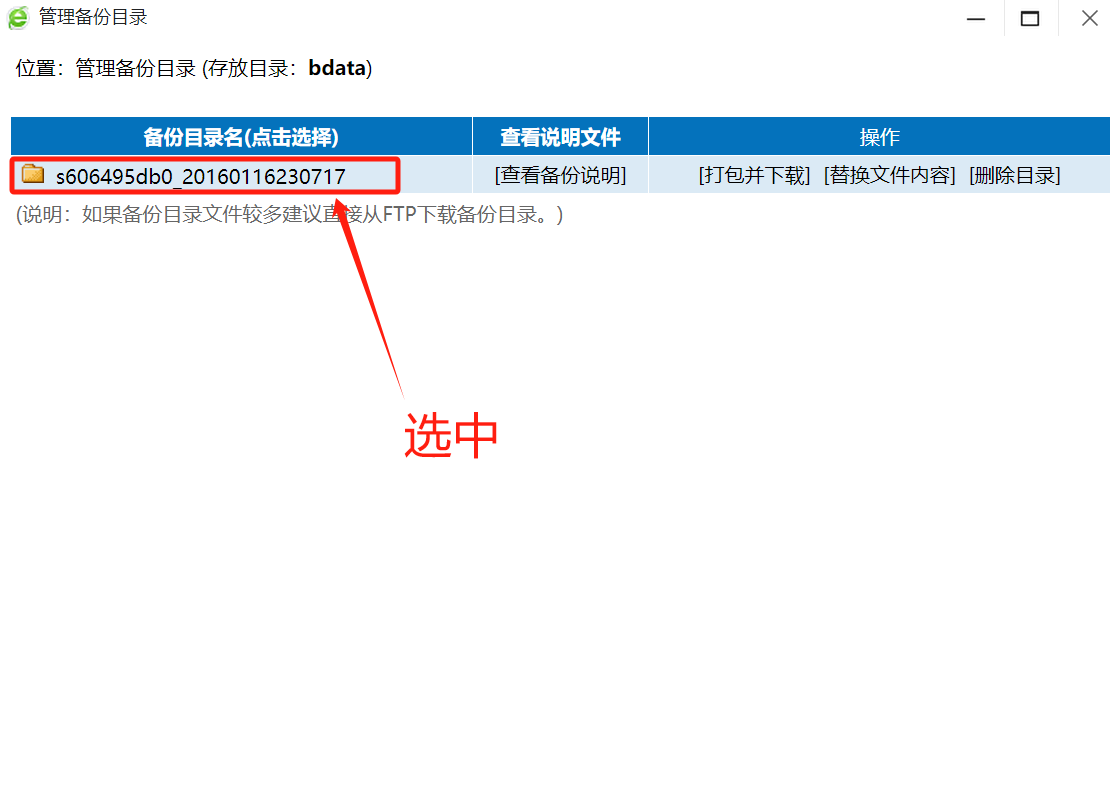 管理备份目录
位置：管理备份目录 (存放目录：bdata)
备份目录名(点击选择) 查看说明文件 操作
s606495db0_20160116230717 [查看备份说明] [打包并下载] [替换文件内容] [删除目录]
(说明：如果备份目录文件较多建议直接从FTP下载备份目录。)
选中